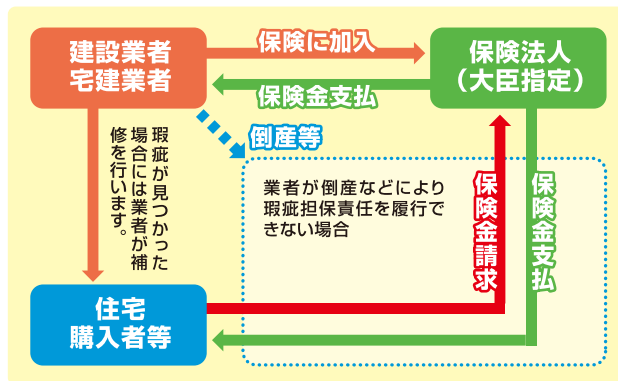 建設業者
宅建業者
保険に加入
保険法人
（大臣指定）
保険金支払
倒産等
瑕疵が見つかった
場合には業者が補
修を行います。
業者が倒産などにより
瑕疵担保責任を履行で
きない場合
保険金請求
保険金支払
住宅
購入者等